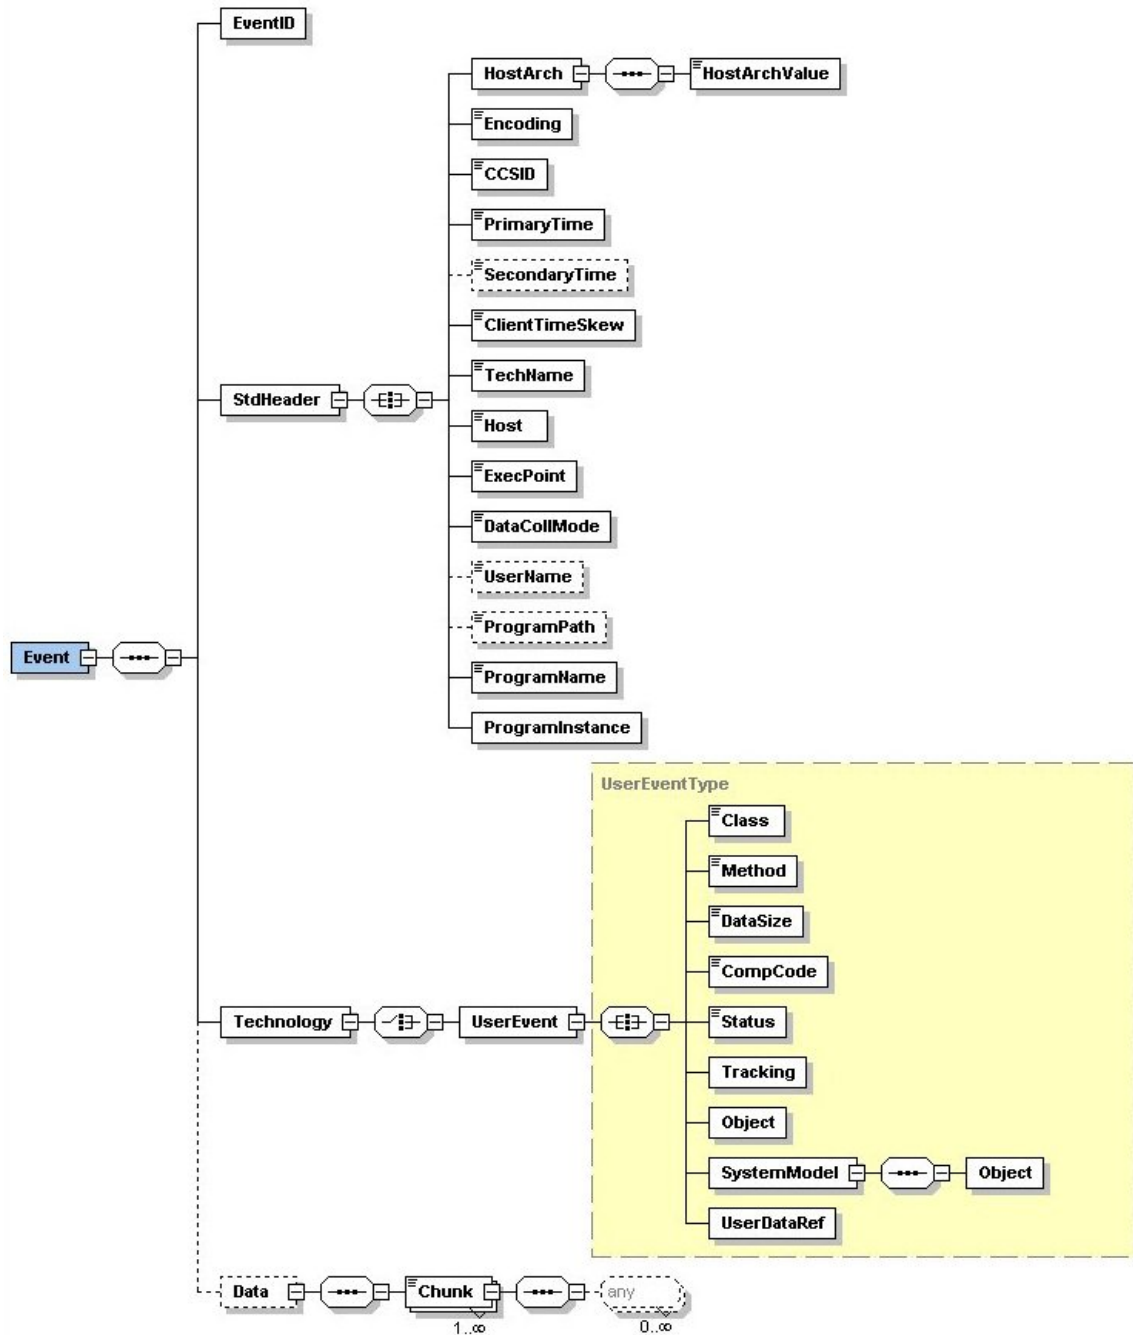 EventID
HostArch
HostArchValue
Encoding
CCSID
PrimaryTime
SecondaryTime
ClientTimeSkew
StdHeader
TechName
Host
ExecPoint
DataCollMode
UserName
ProgramPath
Event
ProgramName
ProgramInstance
UserEventType
Class
Method
DataSize
CompCode
Technology
UserEvent
Status
Tracking
Object
SystemModel
Object
UserDataRef
Data
Chunk
any
1..∞
0..∞